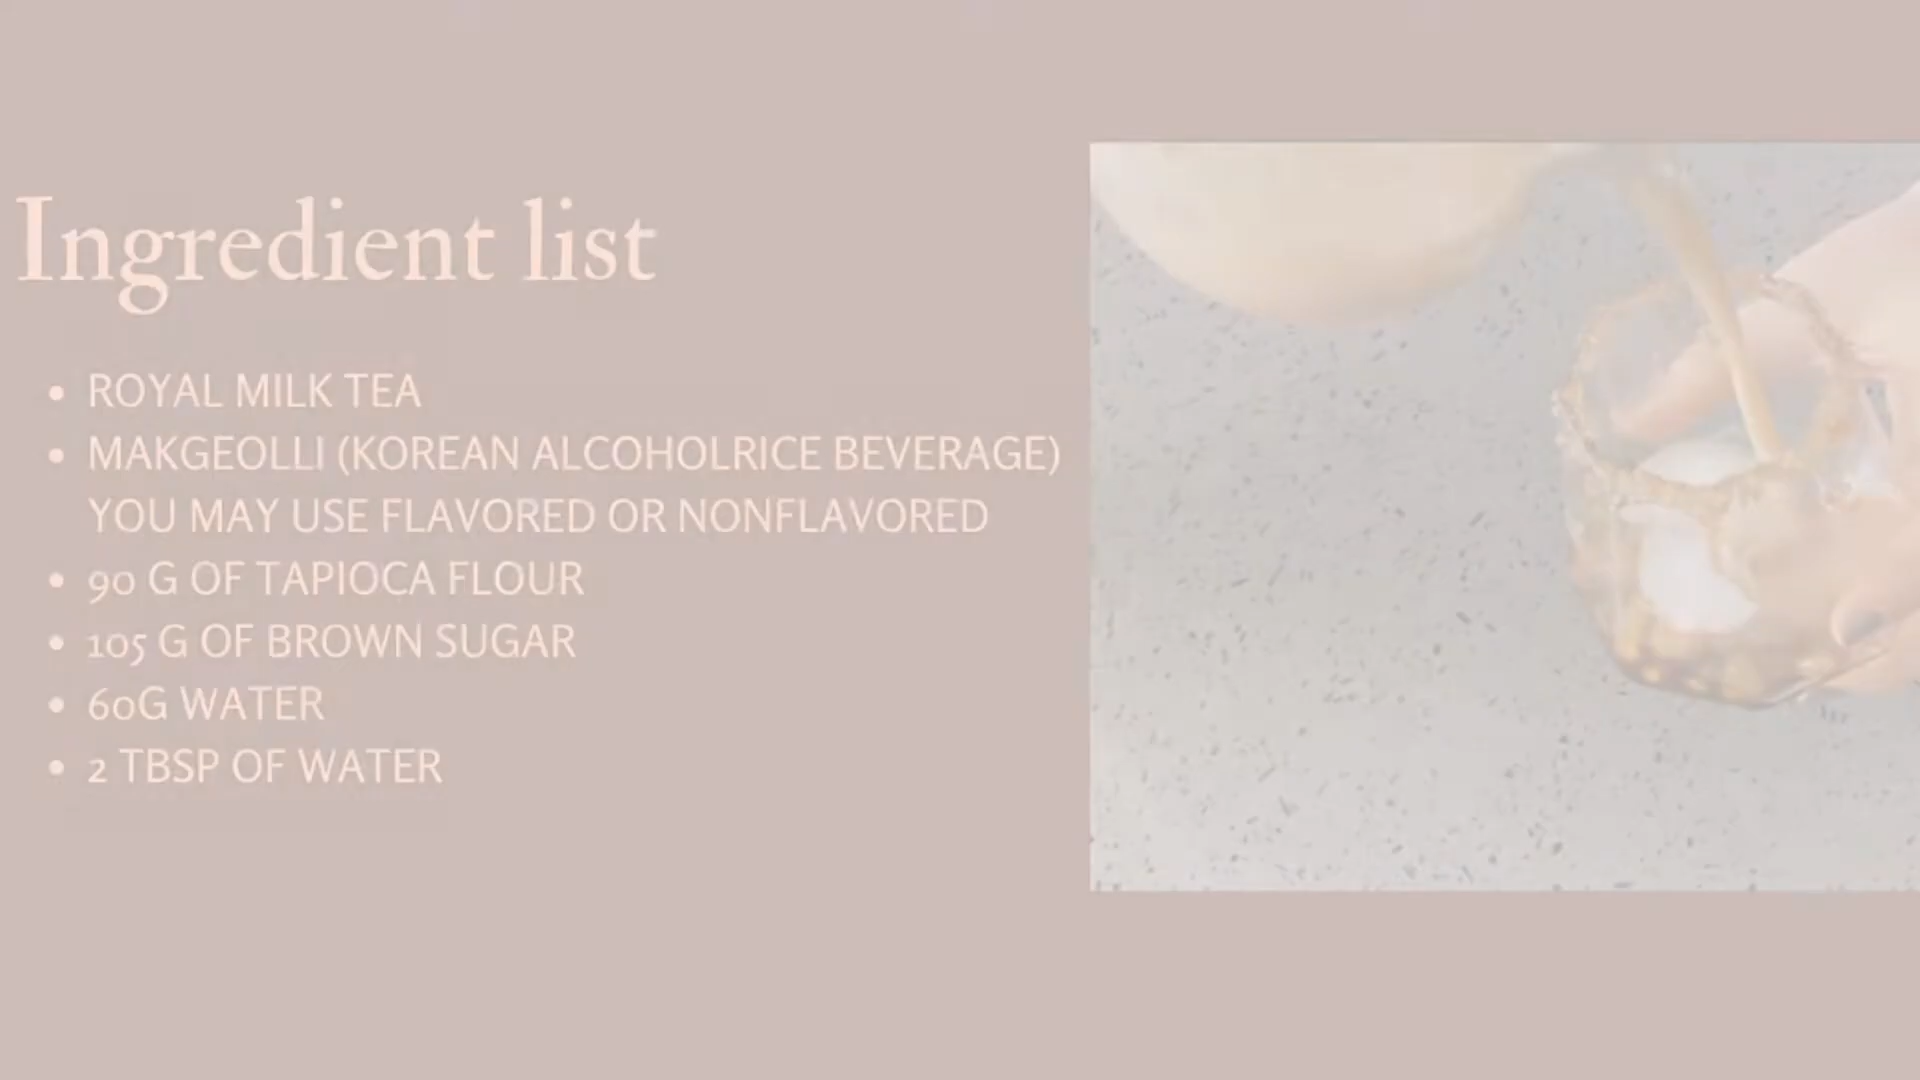 Ingredient list
• ROYAL MILK TEA
• MAKGEOLLI (KOREAN ALCOHOLRICE BEVERAGE)
YOU MAY USE FLAVORED OR NONFLAVORED
• 90 G OF TAPIOCA FLOUR
• 105 G OF BROWN SUGAR
• 60G WATER
• 2 TBSP OF WATER